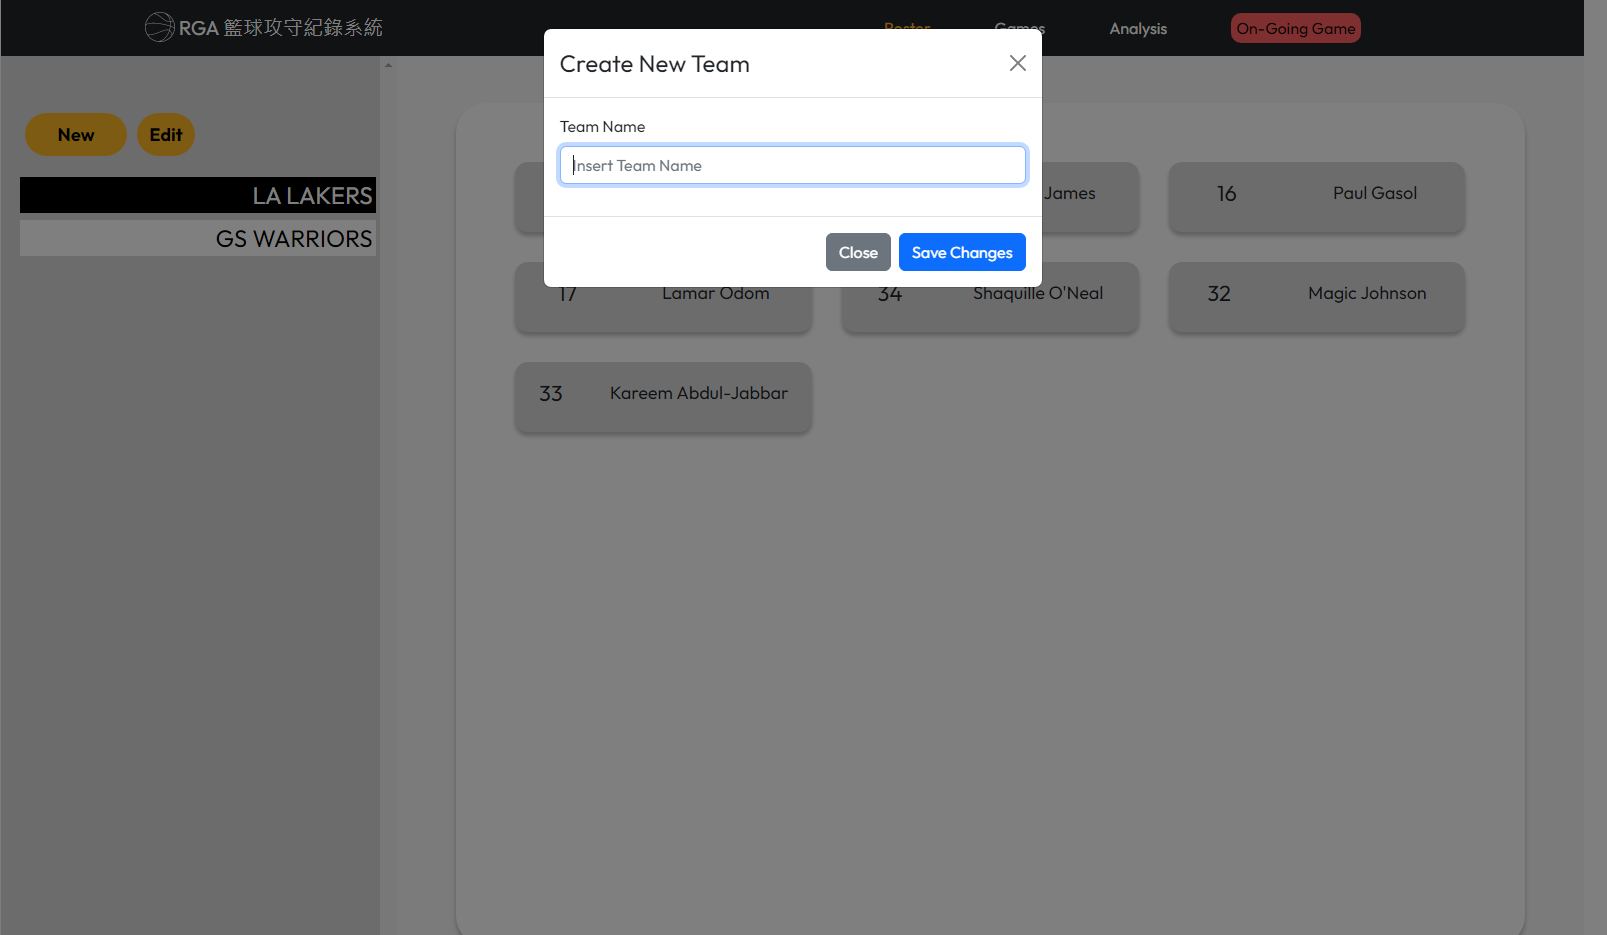 RGA 籃球攻守紀錄系統
Roster
Games
Analysis
On-Going Game
Create New Team
Team Name
Insert Team Name
Close
Save Changes
New
Edit
LA LAKERS
GS WARRIORS
James
16
Paul Gasol
17
Lamar Odom
34
Shaquille O'Neal
32
Magic Johnson
33
Kareem Abdul-Jabbar